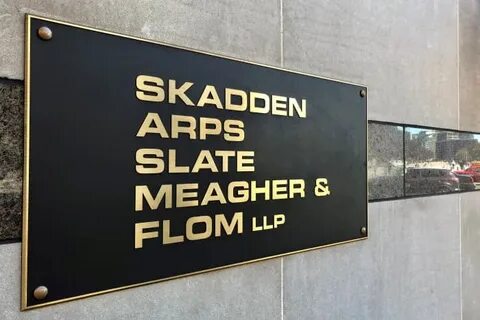 SKADDEN
ARPS
SLATE
MEAGHER &
FLOM LLP